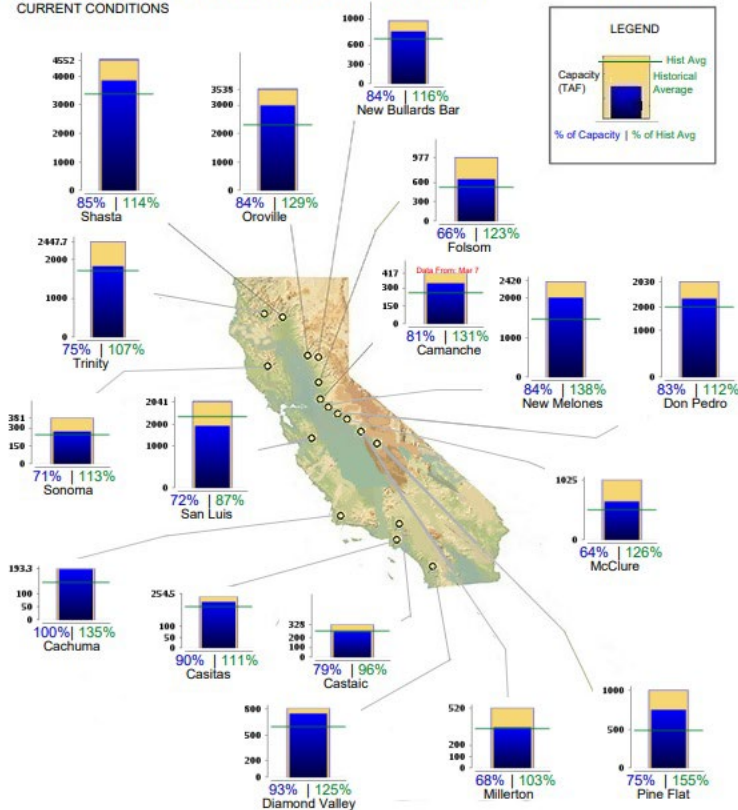 CURRENT CONDITIONS
LEGEND
Hist Avg
Capacity
(TAF)
Historical
Average
% of Capacity | % of Hist Avg
4552
4000
3000
2000
1000
0
85% | 114%
Shasta
3000
2000
1000
0
84% | 129%
Oroville
1000
600
300
0
84% | 116%
New Bullards Bar
977
600
300
0
66% | 123%
Folsom
2447.7
2000
1000
0
75% | 107%
Trinity
Data From: Mar 7
417
300
150
0
81% | 131%
Camanche
2420
2000
1000
0
84% | 138%
New Melones
2030
2000
1000
0
83% | 112%
Don Pedro
300
150
0
71% | 113%
Sonoma
2041
2000
1000
0
72% | 87%
San Luis
1025
0
64% | 126%
McClure
193.3
100
50
0
100%| 135%
Cachuma
254.5
100
50
0
90% | 111%
Casitas
325
200
100
0
79% | 96%
Castaic
500
200
0
93% | 125%
Diamond Valley
520
200
100
0
68% | 103%
Millerton
1000
500
0
75% | 155%
Pine Flat